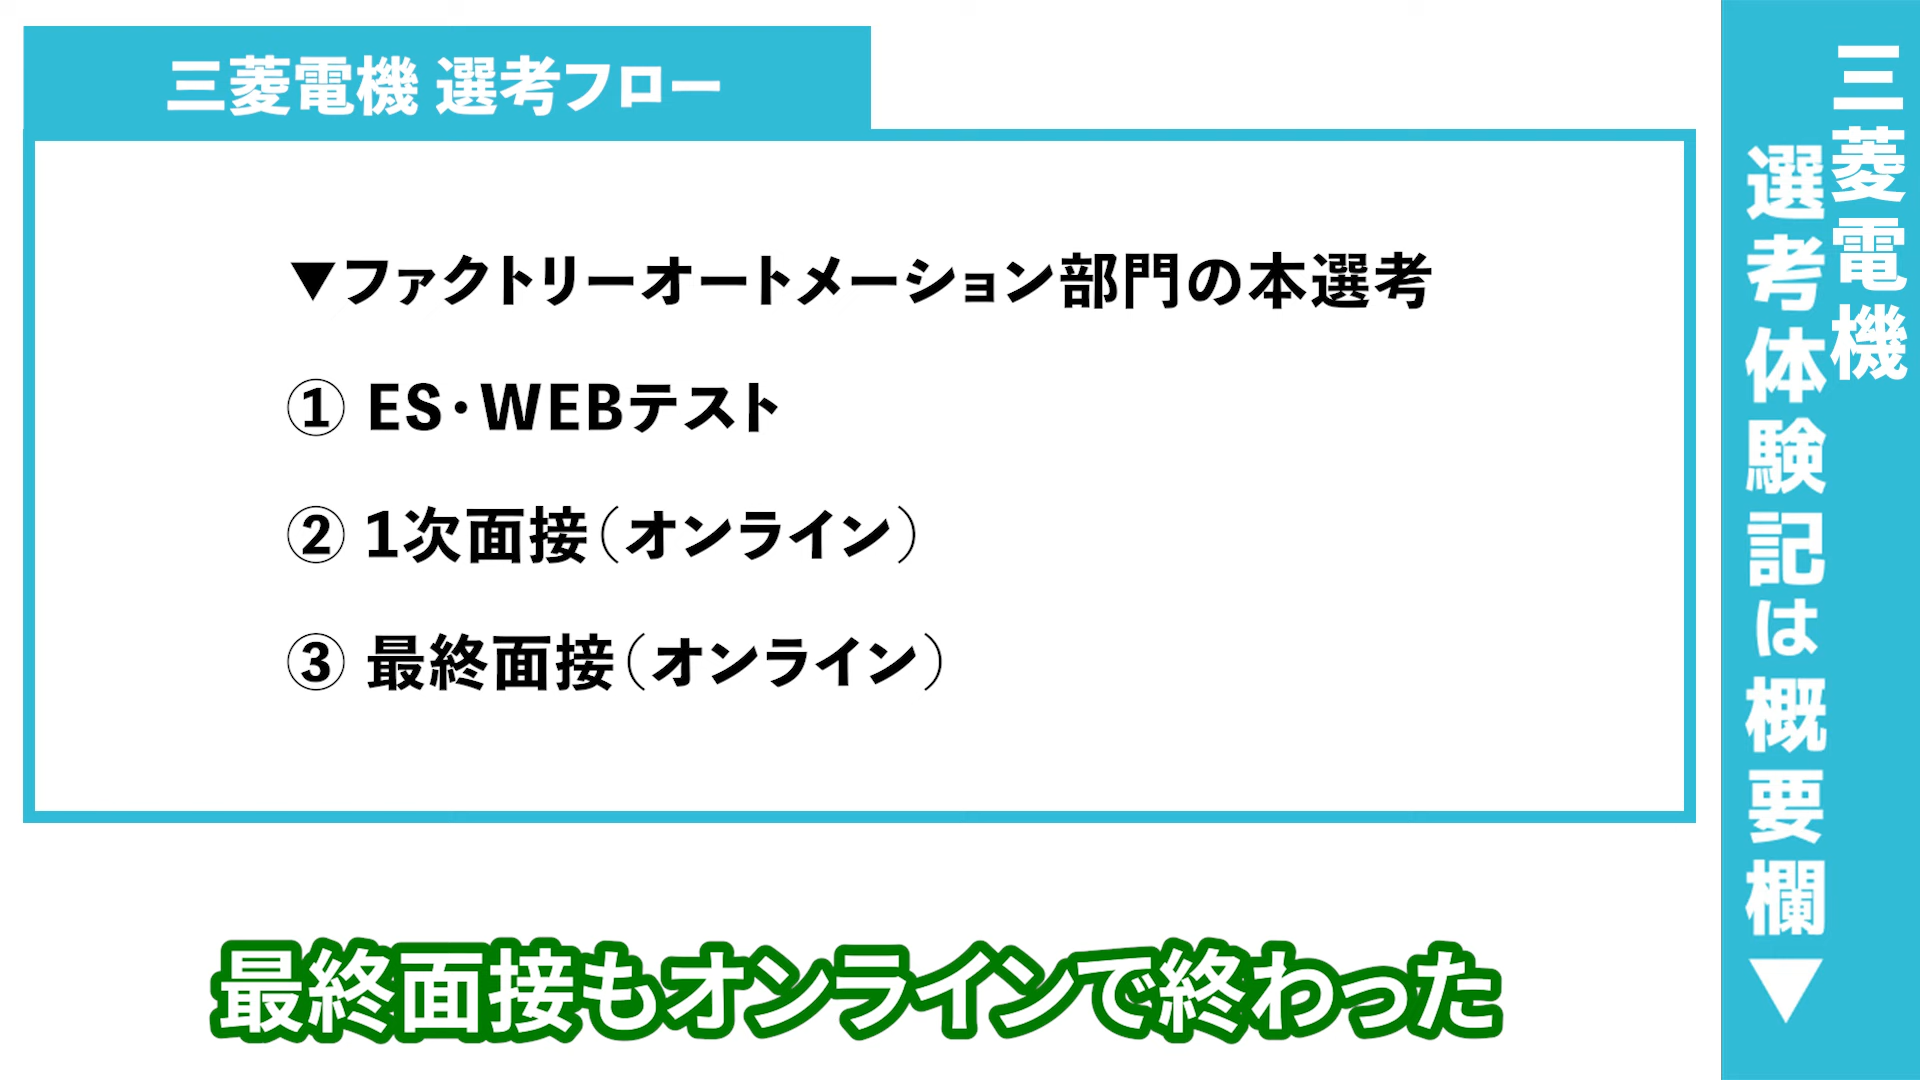 三菱電機 選考フロー
▼ファクトリーオートメーション部門の本選考
① ES・WEBテスト
② 1次面接（オンライン）
③ 最終面接（オンライン）
最終面接もオンラインで終わった
三菱電機
選考体験記は概要欄▼